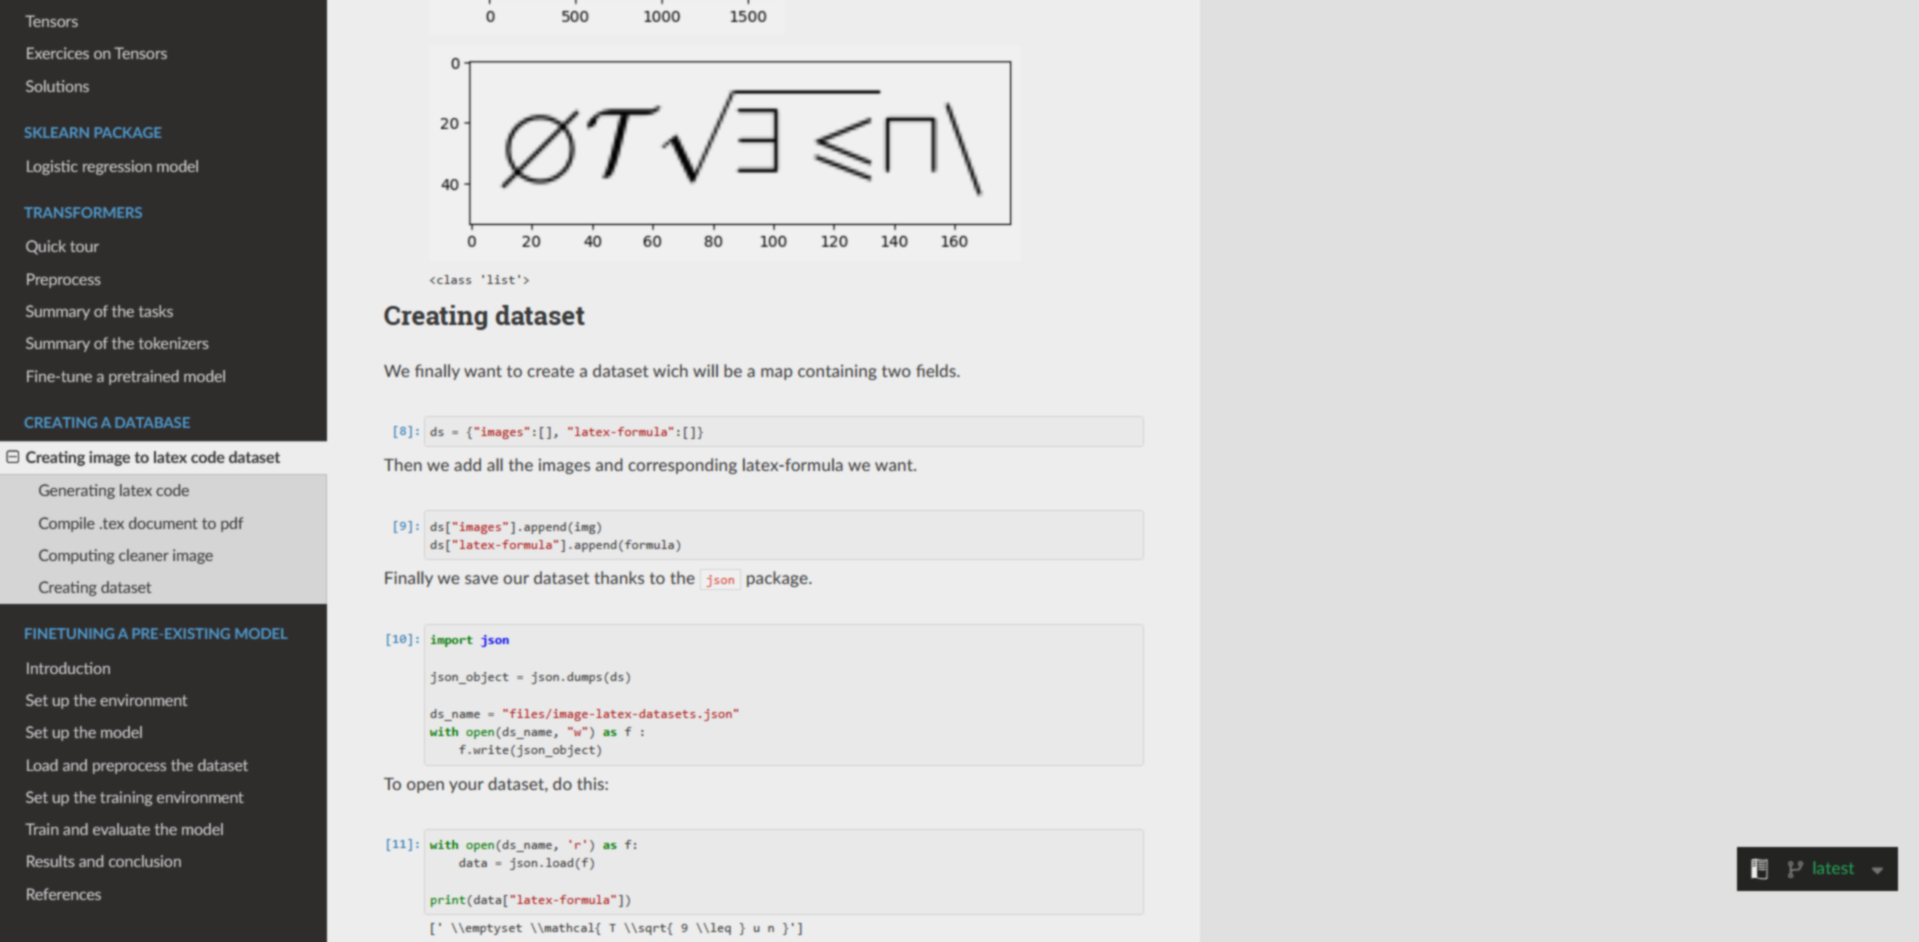 Tensors
Exercices on Tensors
Solutions
SKLEARN PACKAGE
Logistic regression model
TRANSFORMERS
Quick tour
Preprocess
Summary of the tasks
Summary of the tokenizers
Fine-tune a pretrained model
CREATING A DATABASE
Creating image to latex code dataset
Generating latex code
Compile .tex document to pdf
Computing cleaner image
Creating dataset
FINETUNING A PRE-EXISTING MODEL
Introduction
Set up the environment
Set up the model
Load and preprocess the dataset
Set up the training environment
Train and evaluate the model
Results and conclusion
References
0 500 1000 1500
0
20
40
∅ 𝒯 √∃ ⩽ ⊓ \
0 20 40 60 80 100 120 140 160
<class 'list'>
Creating dataset
We finally want to create a dataset wich will be a map containing two fields.
[8]: ds = {"images":[], "latex-formula":[]}
Then we add all the images and corresponding latex-formula we want.
[9]: ds["images"].append(img)
ds["latex-formula"].append(formula)
Finally we save our dataset thanks to the json package.
[10]: import json
json_object = json.dumps(ds)
ds_name = "files/image-latex-datasets.json"
with open(ds_name, "w") as f :
f.write(json_object)
To open your dataset, do this:
[11]: with open(ds_name, 'r') as f:
data = json.load(f)
print(data["latex-formula"])
[' \\emptyset \\mathcal{ T \\sqrt{ 9 \\leq } u n }']
latest